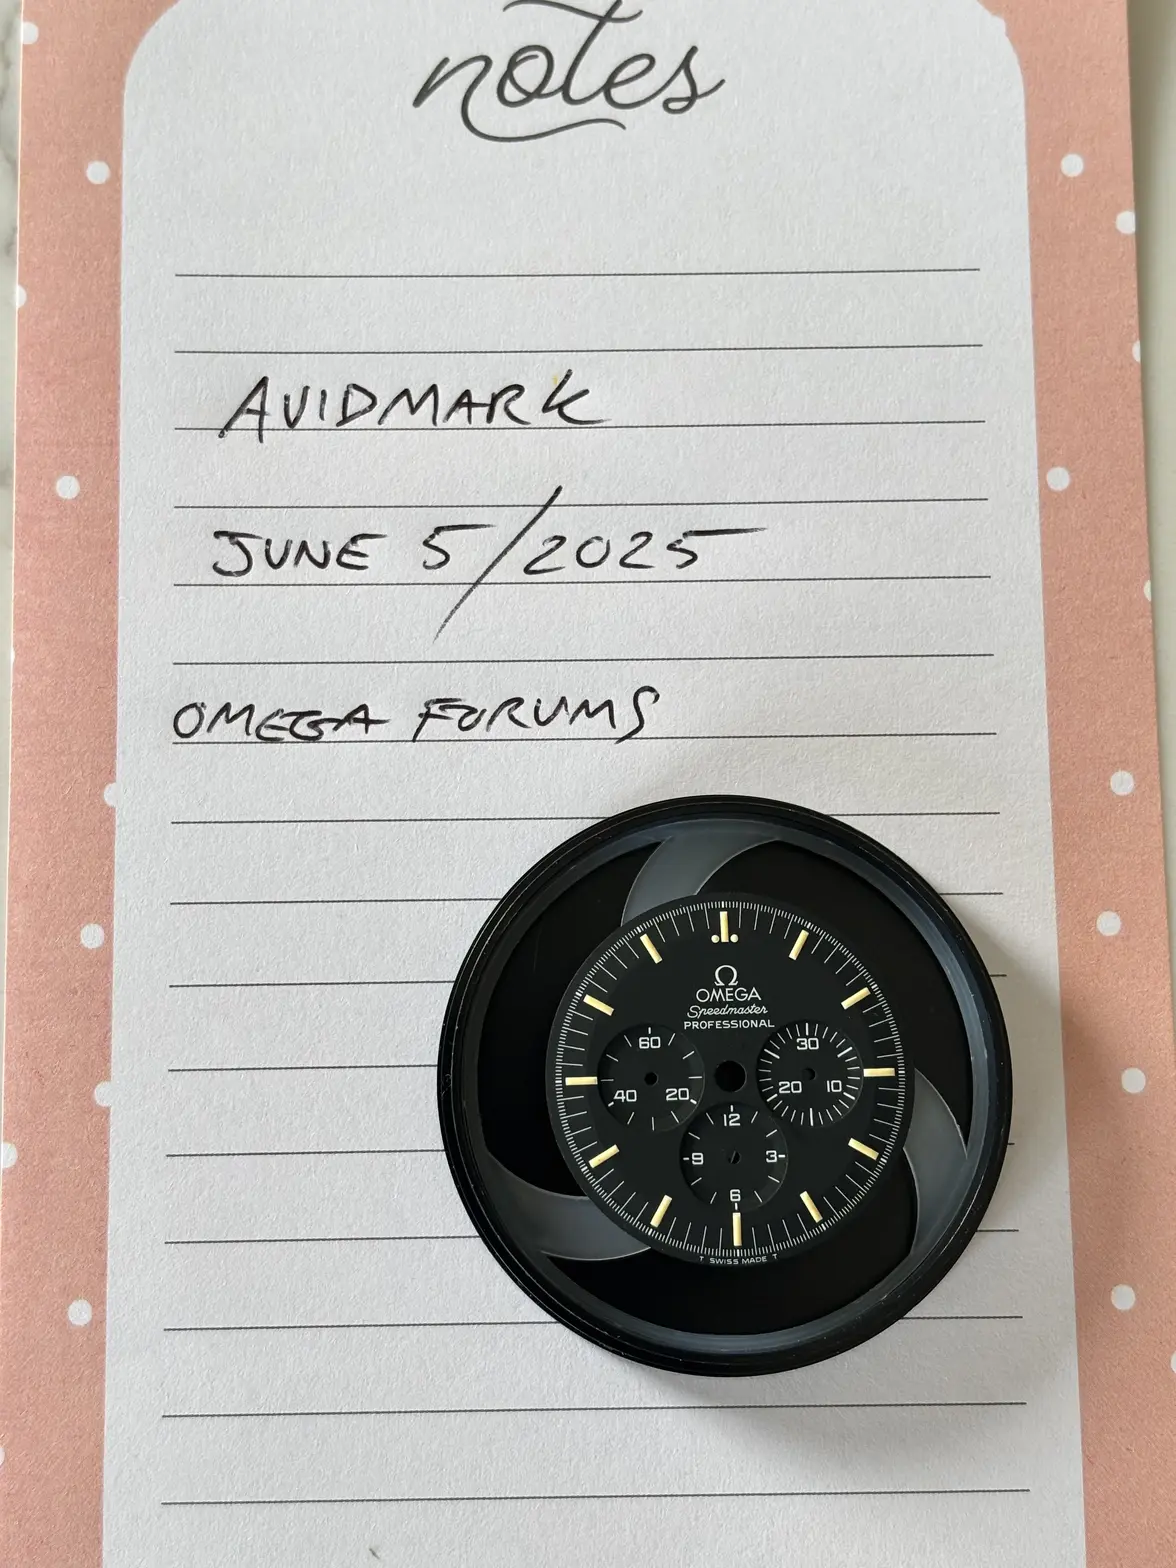 notes
AVIDMARK
JUNE 5/2025
OMEGA FORUMS
Ω
OMEGA
Speedmaster
PROFESSIONAL
60
40 20
30
20 10
12
9 3
6
T SWISS MADE T